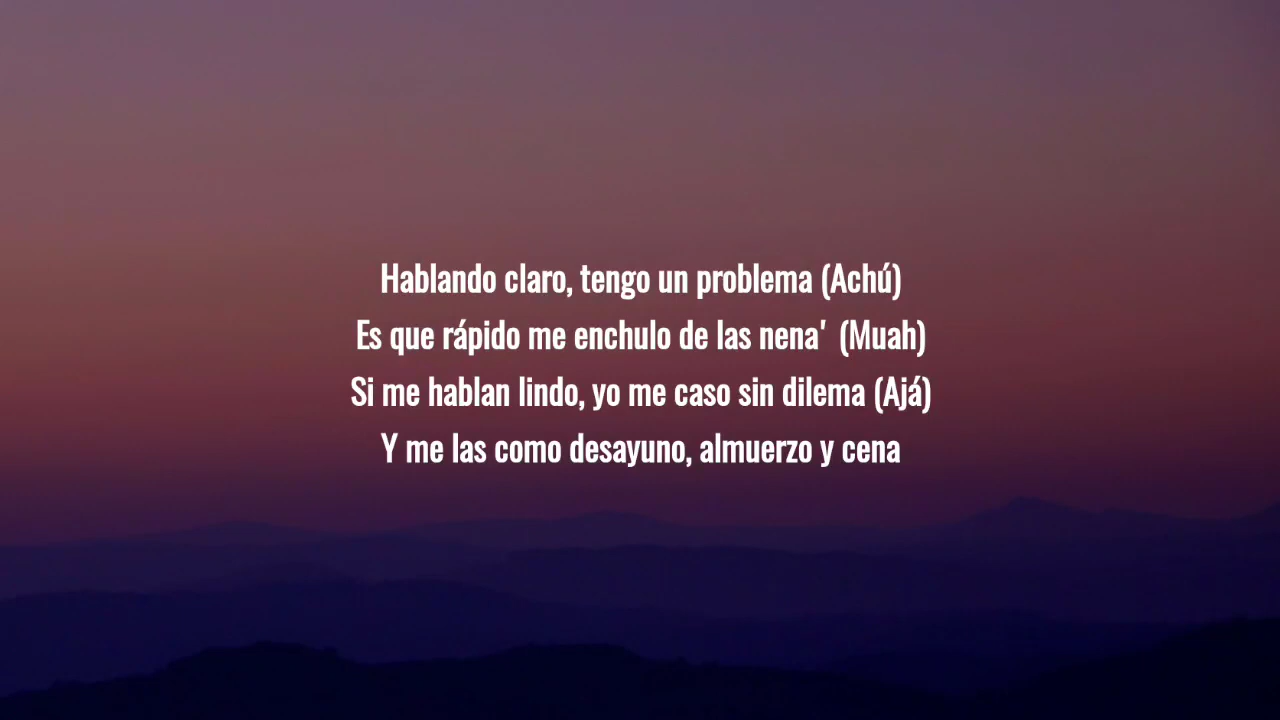 Hablando claro, tengo un problema (Achú)
Es que rápido me enchulo de las nena' (Muah)
Si me hablan lindo, yo me caso sin dilema (Ajá)
Y me las como desayuno, almuerzo y cena